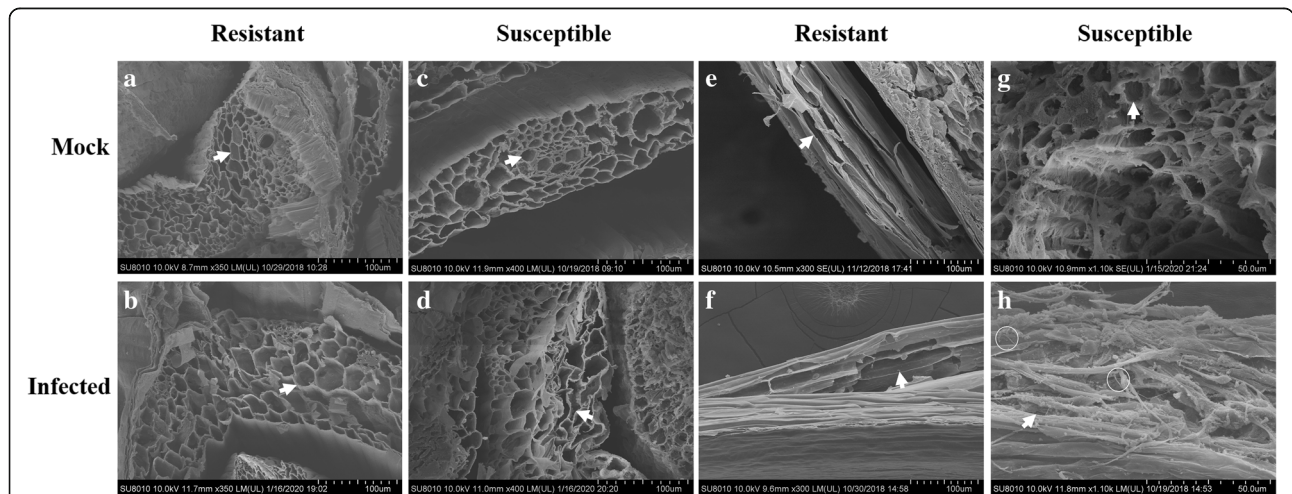 Resistant Susceptible Resistant Susceptible
Mock
a
SU8010 10.0kV 8.7mm x350 LM(UL) 10/29/2018 10:28 100um
c
SU8010 10.0kV 11.9mm x400 LM(UL) 10/19/2018 09:10 100um
e
SU8010 10.0kV 10.5mm x300 SE(UL) 11/12/2018 17:41 100um
g
SU8010 10.0kV 10.9mm x1.10k SE(UL) 1/15/2020 21:24 50.0um
Infected
b
SU8010 10.0kV 11.7mm x350 LM(UL) 1/16/2020 19:02 100um
d
SU8010 10.0kV 11.0mm x400 LM(UL) 1/16/2020 20:20 100um
f
SU8010 10.0kV 9.6mm x300 LM(UL) 10/30/2018 14:58 100um
h
SU8010 10.0kV 11.8mm x1.10k LM(UL) 10/19/2018 14:53 50.0um